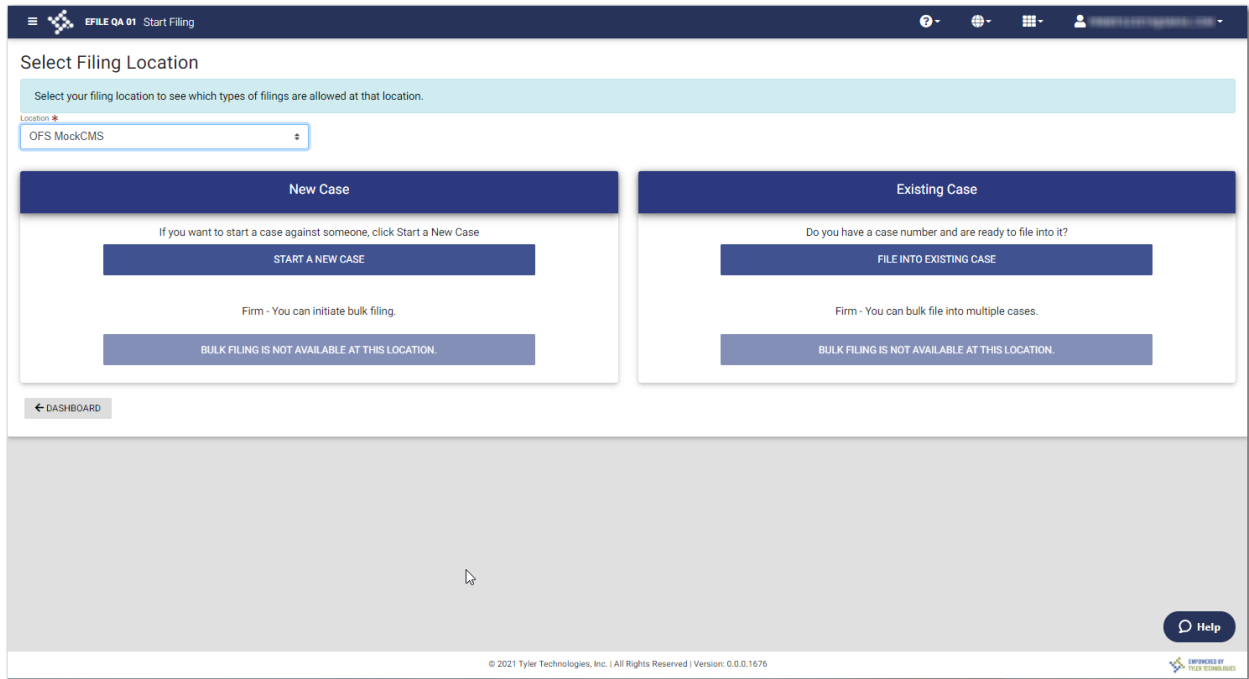 EFILE QA 01 Start Filing
Select Filing Location
Select your filing location to see which types of filings are allowed at that location.
Location *
OFS MockCMS
New Case
If you want to start a case against someone, click Start a New Case
START A NEW CASE
Firm - You can initiate bulk filing.
BULK FILING IS NOT AVAILABLE AT THIS LOCATION.
Existing Case
Do you have a case number and are ready to file into it?
FILE INTO EXISTING CASE
Firm - You can bulk file into multiple cases.
BULK FILING IS NOT AVAILABLE AT THIS LOCATION.
DASHBOARD
Help
© 2021 Tyler Technologies, Inc. | All Rights Reserved | Version: 0.0.0.1676
EMPOWERED BY
TYLER TECHNOLOGIES